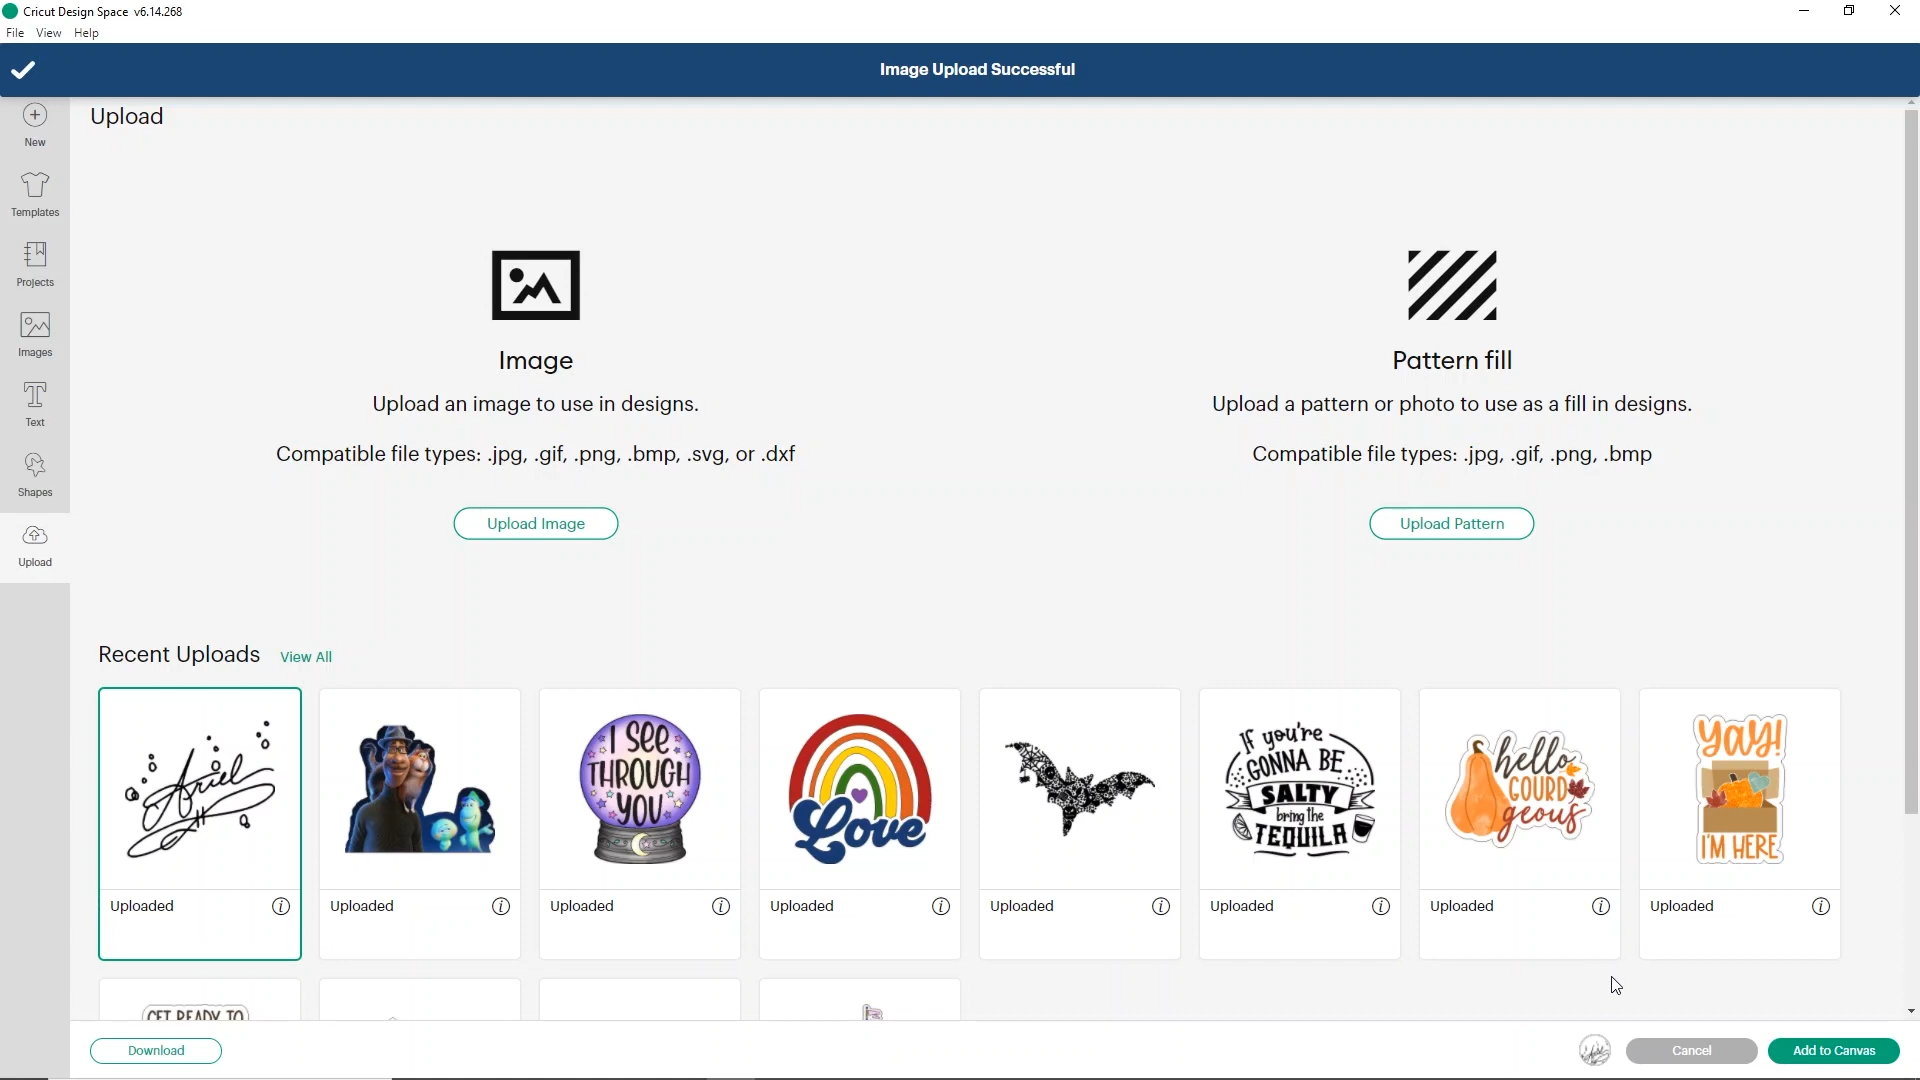 Cricut Design Space v6.14.268
File View Help
Image Upload Successful
New
Templates
Projects
Images
Text
Shapes
Upload
Upload
Image
Upload an image to use in designs.
Compatible file types: .jpg, .gif, .png, .bmp, .svg, or .dxf
Upload Image
Pattern fill
Upload a pattern or photo to use as a fill in designs.
Compatible file types: .jpg, .gif, .png, .bmp
Upload Pattern
Recent Uploads View All
Ariel
Uploaded
Uploaded
I SEE
THROUGH
YOU
Uploaded
Love
Uploaded
Uploaded
If you're
GONNA BE
SALTY
bring the
TEQUILA
Uploaded
hello
GOURD
geous
Uploaded
yay!
I'M HERE
Uploaded
GET READY TO
Download
Cancel
Add to Canvas